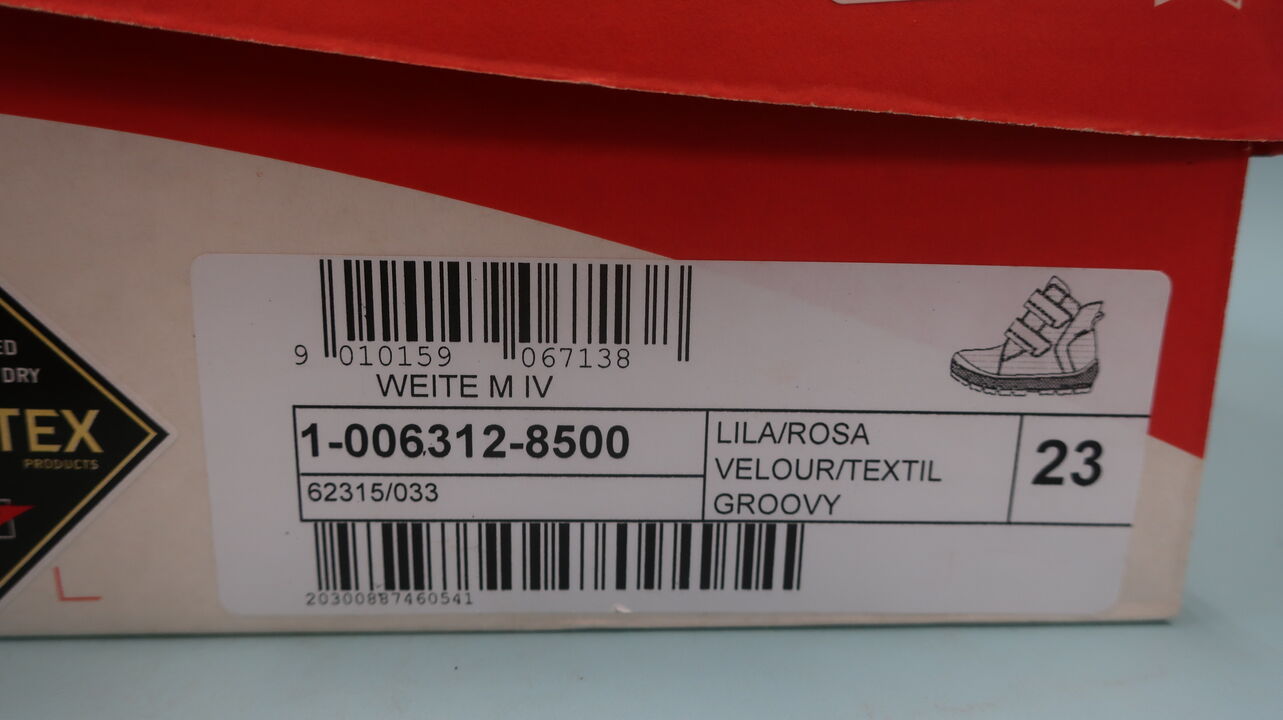 9 010159 067138
WEITE M IV
1-006312-8500
62315/033
LILA/ROSA
VELOUR/TEXTIL
GROOVY
23
20300887460541
ED
DRY
TEX
PRODUCTS